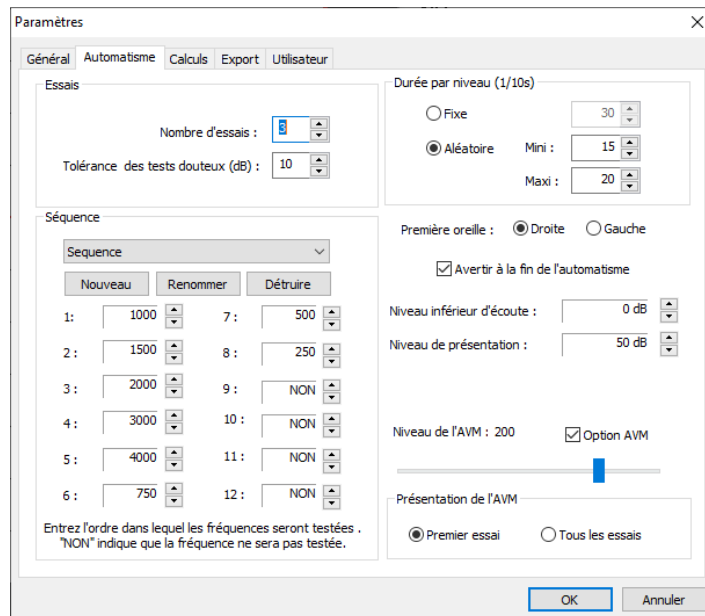 Paramètres
Général Automatisme Calculs Export Utilisateur
Essais
Nombre d'essais : 3
Tolérance des tests douteux (dB) : 10
Durée par niveau (1/10s)
Fixe 30
Aléatoire Mini : 15
Maxi : 20
Séquence
Sequence
Nouveau Renommer Détruire
1: 1000 7 : 500
2 : 1500 8 : 250
3 : 2000 9 : NON
4 : 3000 10 : NON
5 : 4000 11 : NON
6 : 750 12 : NON
Entrez l'ordre dans lequel les fréquences seront testées .
"NON" indique que la fréquence ne sera pas testée.
Première oreille : Droite Gauche
Avertir à la fin de l'automatisme
Niveau inférieur d'écoute : 0 dB
Niveau de présentation : 50 dB
Niveau de l'AVM : 200 Option AVM
Présentation de l'AVM
Premier essai Tous les essais
OK Annuler